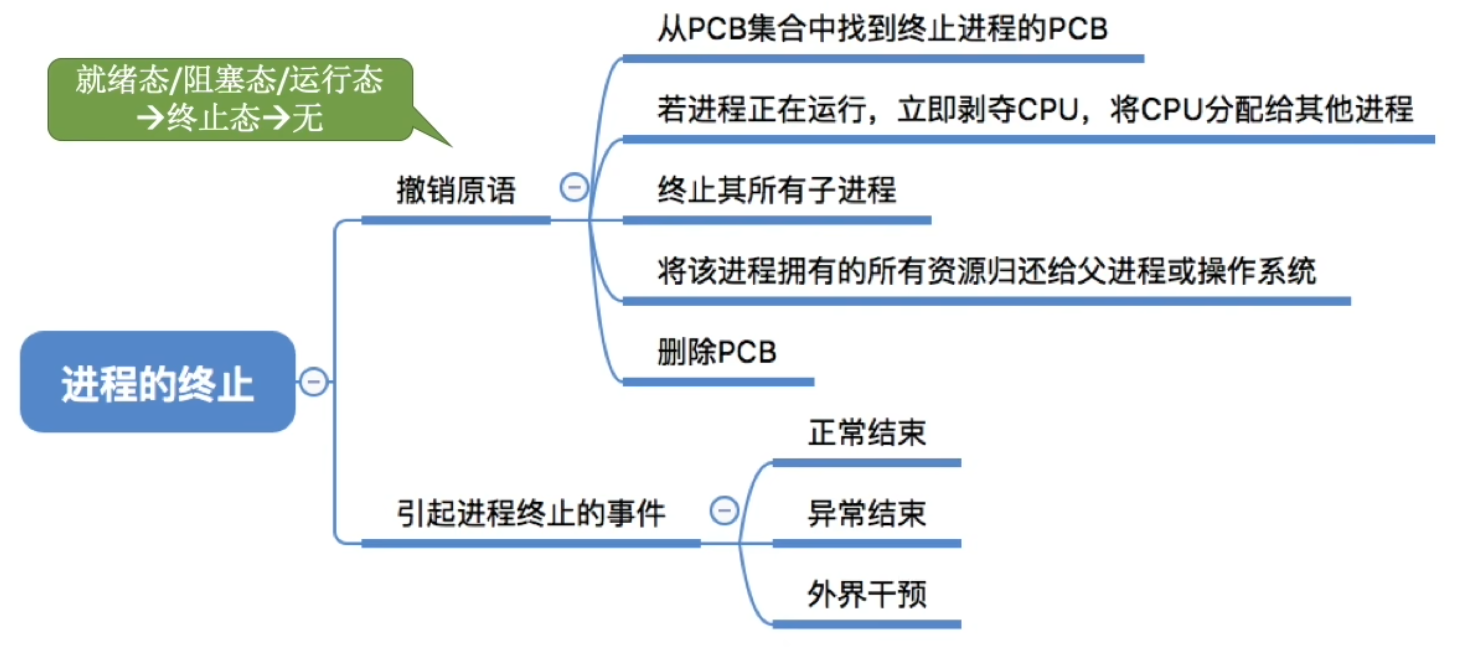 从PCB集合中找到终止进程的PCB
就绪态/阻塞态/运行态
→终止态→无
若进程正在运行，立即剥夺CPU，将CPU分配给其他进程
撤销原语
终止其所有子进程
将该进程拥有的所有资源归还给父进程或操作系统
删除PCB
进程的终止
正常结束
引起进程终止的事件
异常结束
外界干预